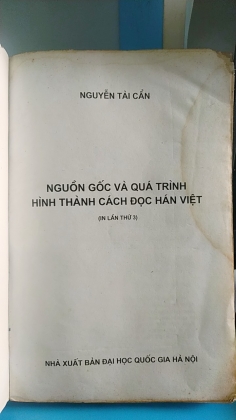 NGUYỄN TÀI CẨN
NGUỒN GỐC VÀ QUÁ TRÌNH
HÌNH THÀNH CÁCH ĐỌC HÁN VIỆT
(IN LẦN THỨ 3)
NHÀ XUẤT BẢN ĐẠI HỌC QUỐC GIA HÀ NỘI